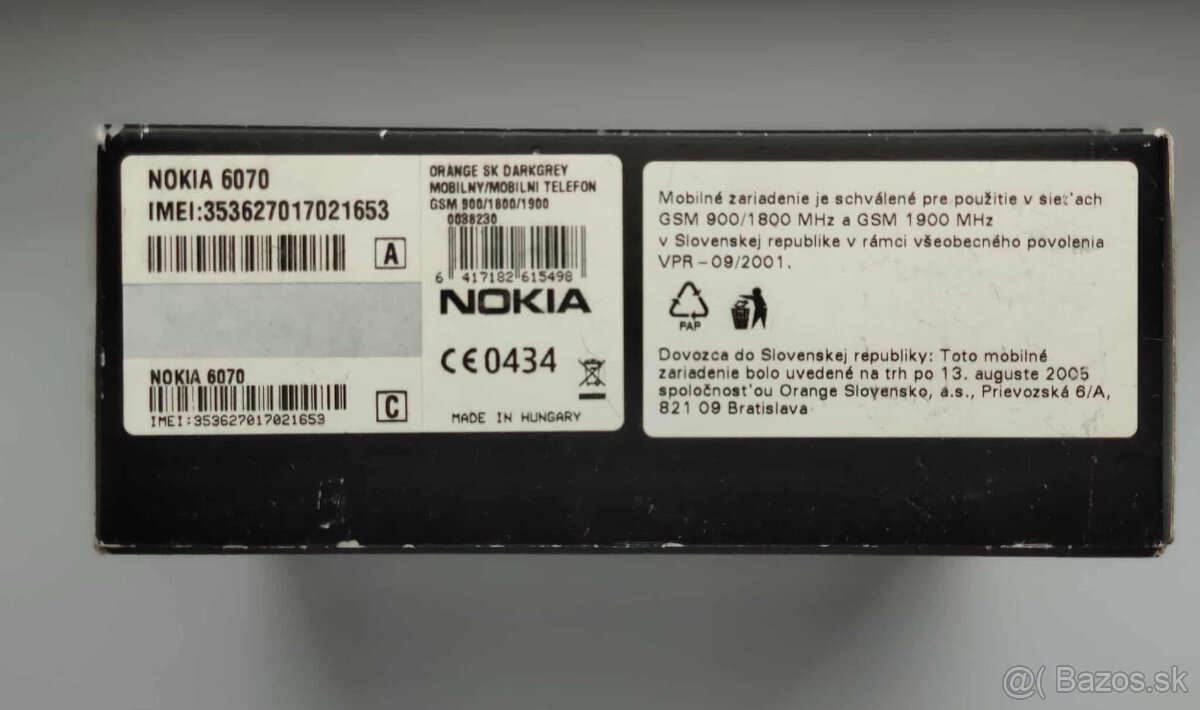 NOKIA 6070
IMEI:353627017021653
A
NOKIA 6070
IMEI:353627017021653
C
ORANGE SK DARKGREY
MOBILNY/MOBILNI TELEFON
GSM 900/1800/1900
0038230
6 417182 615498
NOKIA
CE0434
MADE IN HUNGARY
Mobilné zariadenie je schválené pre použitie v sieťach
GSM 900/1800 MHz a GSM 1900 MHz
v Slovenskej republike v rámci všeobecného povolenia
VPR-09/2001.
PAP
Dovozca do Slovenskej republiky: Toto mobilné
zariadenie bolo uvedené na trh po 13. auguste 2005
spoločnosťou Orange Slovensko, a.s., Prievozská 6/A,
821 09 Bratislava
@( Bazos.sk